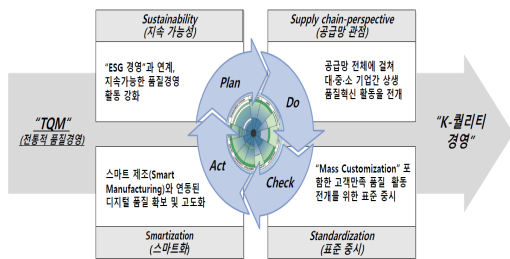 Sustainability
(지속 가능성)
Supply chain-perspective
(공급망 관점)
"ESG 경영"과 연계,
지속가능한 품질경영
활동 강화
공급망 전체에 걸쳐
대·중·소 기업간 상생
품질혁신 활동을 전개
Plan
Do
Act
Check
"TQM"
(전통적 품질경영)
"K-퀄리티
경영"
스마트 제조(Smart
Manufacturing)와 연동된
디지털 품질 확보 및 고도화
"Mass Customization" 포
함한 고객만족 품질 활동
전개를 위한 표준 중시
Smartization
(스마트화)
Standardization
(표준 중시)